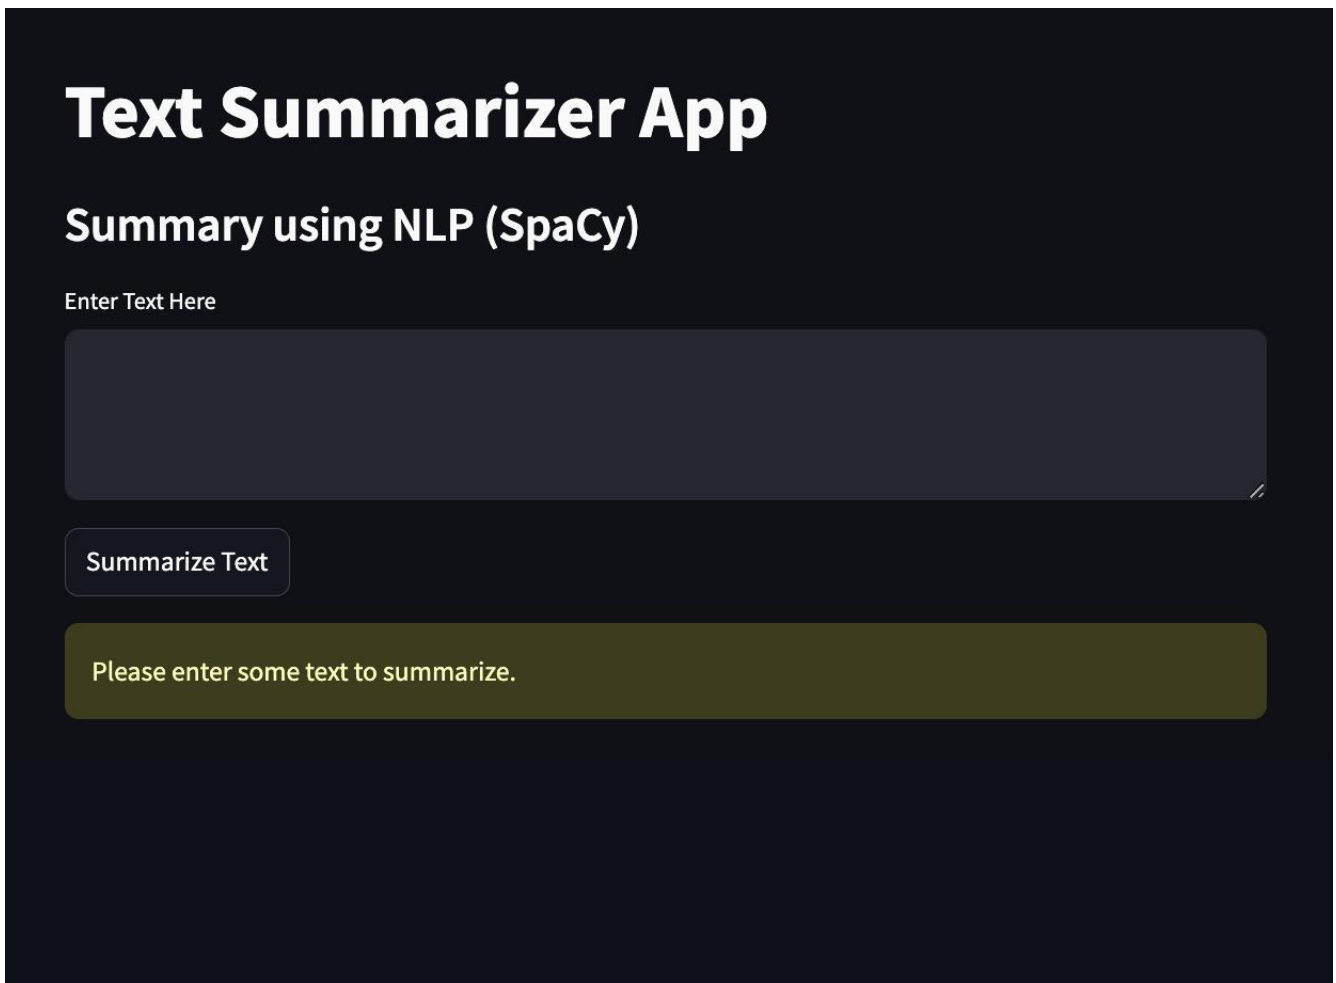 Text Summarizer App
Summary using NLP (SpaCy)
Enter Text Here
Summarize Text
Please enter some text to summarize.